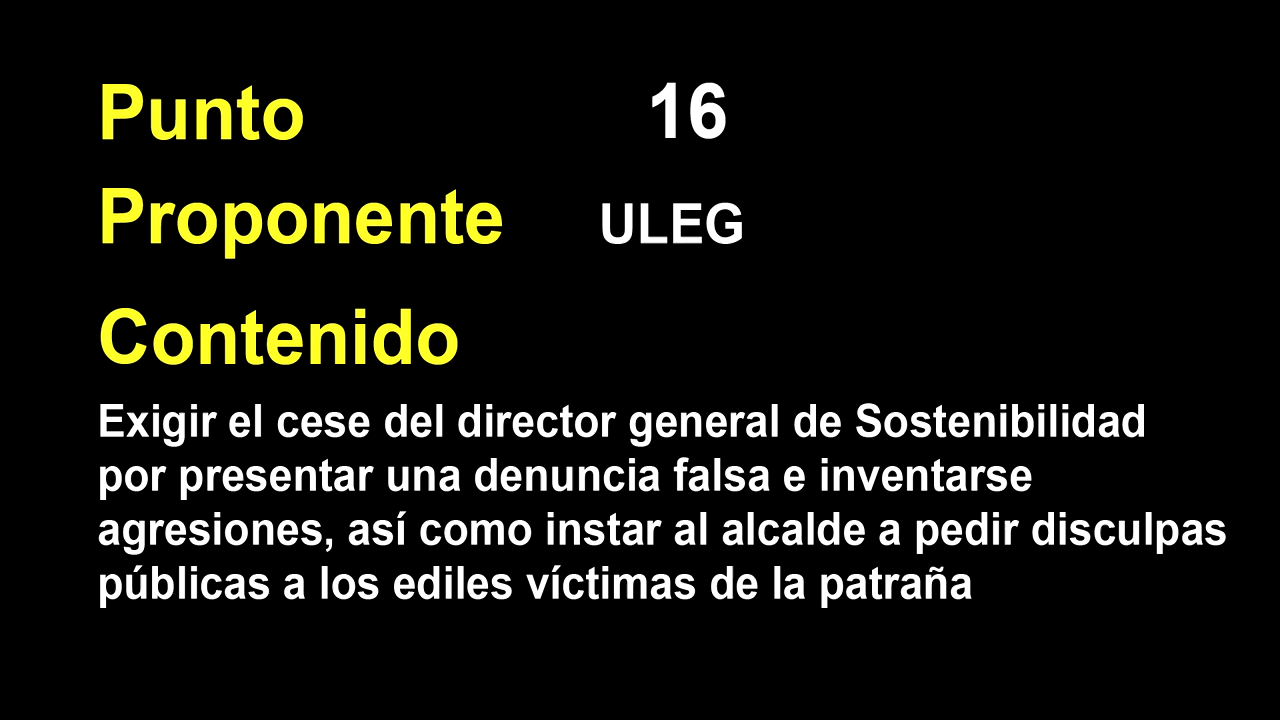 Punto 16
Proponente ULEG
Contenido
Exigir el cese del director general de Sostenibilidad
por presentar una denuncia falsa e inventarse
agresiones, así como instar al alcalde a pedir disculpas
públicas a los ediles víctimas de la patraña